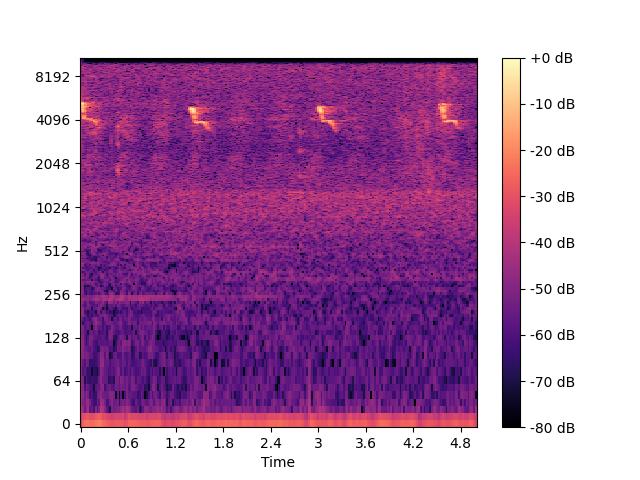 8192
4096
2048
1024
512
256
128
64
0
Hz
0
0.6
1.2
1.8
2.4
3
3.6
4.2
4.8
Time
+0 dB
-10 dB
-20 dB
-30 dB
-40 dB
-50 dB
-60 dB
-70 dB
-80 dB